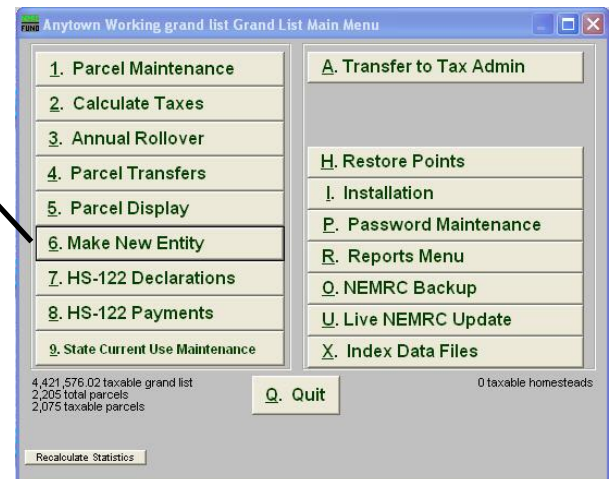 FUND Anytown Working grand list Grand List Main Menu
1. Parcel Maintenance
2. Calculate Taxes
3. Annual Rollover
4. Parcel Transfers
5. Parcel Display
6. Make New Entity
7. HS-122 Declarations
8. HS-122 Payments
9. State Current Use Maintenance
A. Transfer to Tax Admin
H. Restore Points
I. Installation
P. Password Maintenance
R. Reports Menu
O. NEMRC Backup
U. Live NEMRC Update
X. Index Data Files
4,421,576.02 taxable grand list
2,205 total parcels
2,075 taxable parcels
Q. Quit
0 taxable homesteads
Recalculate Statistics